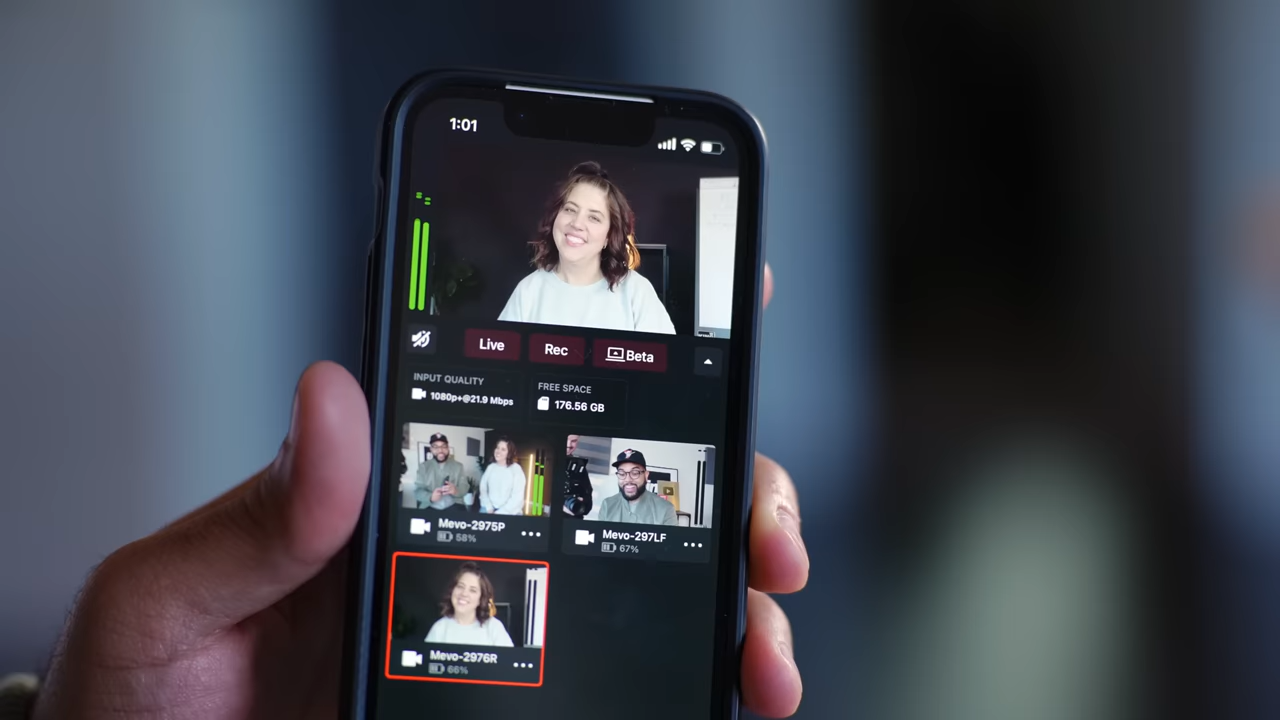 1:01
Live
Rec
Beta
INPUT QUALITY
1080p+@21.9 Mbps
FREE SPACE
176.56 GB
Mevo-2975P
58%
Mevo-297LF
67%
Mevo-2976R
66%